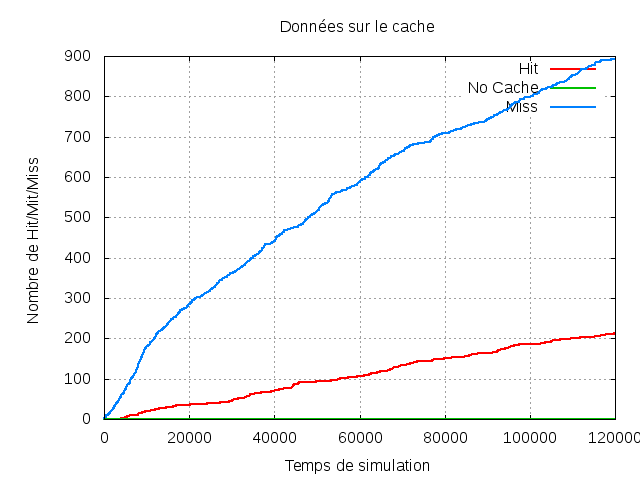 Données sur le cache
Nombre de Hit/Mit/Miss
900
800
700
600
500
400
300
200
100
0
Hit
No Cache
Miss
0 20000 40000 60000 80000 100000 120000
Temps de simulation